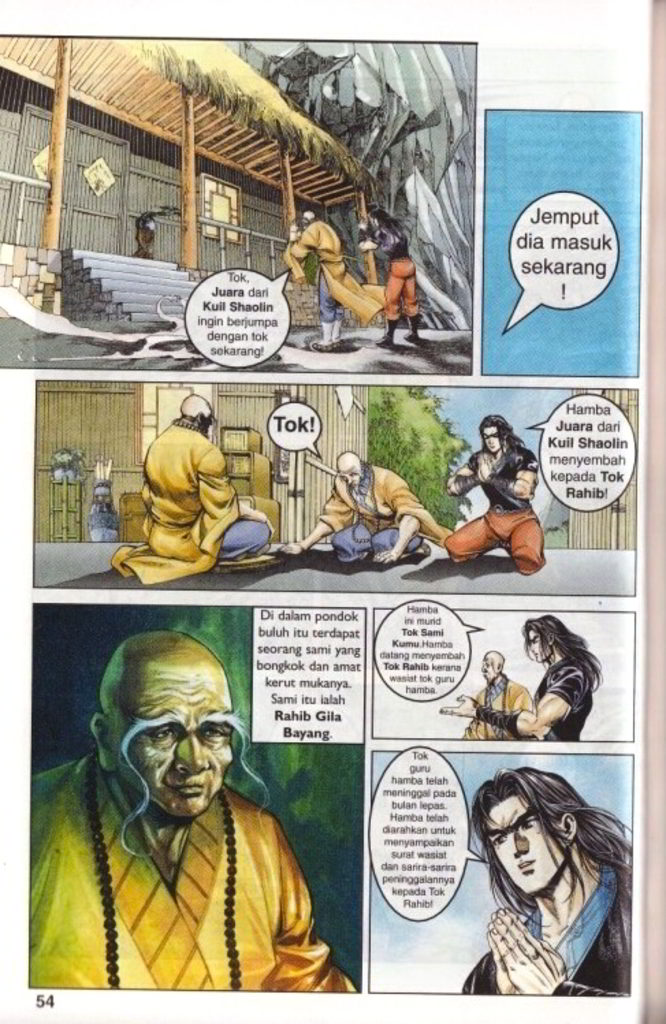 Tok,
Juara dari
Kuil Shaolin
ingin berjumpa
dengan tok
sekarang!
Jemput
dia masuk
sekarang
!
Tok!
Hamba
Juara dari
Kuil Shaolin
menyembah
kepada Tok
Rahib!
Di dalam pondok
buluh itu terdapat
seorang sami yang
bongkok dan amat
kerut mukanya.
Sami itu ialah
Rahib Gila
Bayang.
Hamba
ini murid
Tok Sami
Kumu.Hamba
datang menyembah
Tok Rahib kerana
wasiat tok guru
hamba.
Tok
guru
hamba telah
meninggal pada
bulan lepas.
Hamba telah
diarahkan untuk
menyampaikan
surat wasiat
dan sarira-sarira
peninggalannya
kepada Tok
Rahib!
54